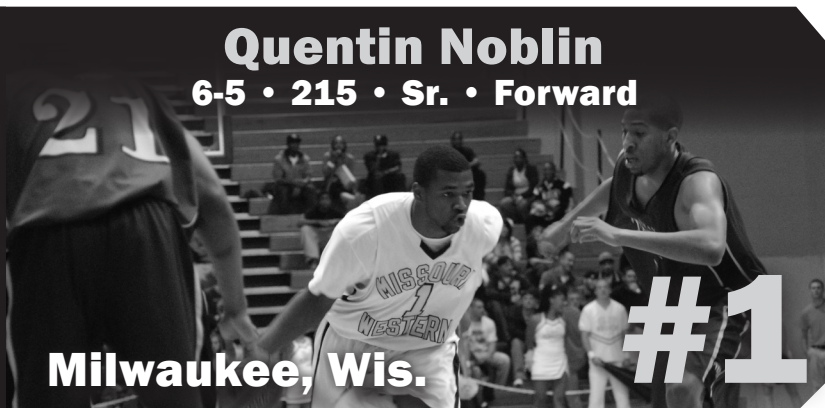 Quentin Noblin
6-5 • 215 • Sr. • Forward
21
MISSOURI
1
WESTERN
Milwaukee, Wis.
#1